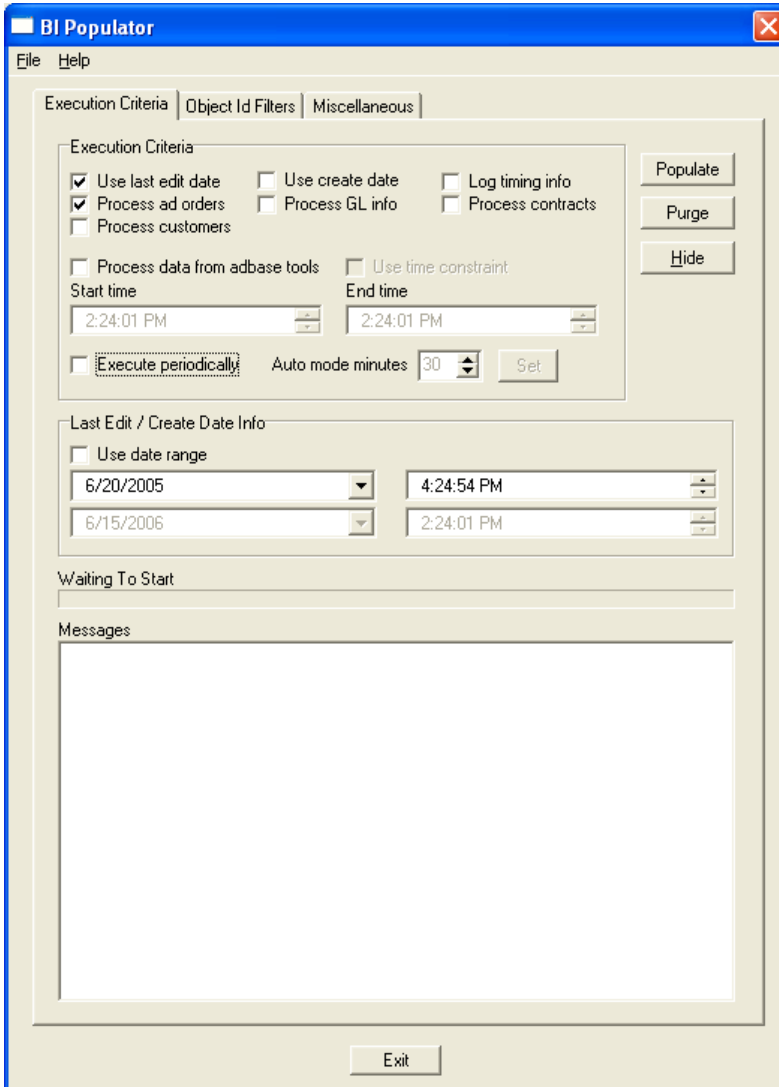 BI Populator
File Help
Execution Criteria Object Id Filters Miscellaneous
Execution Criteria
Use last edit date Use create date Log timing info
Process ad orders Process GL info Process contracts
Process customers
Populate
Purge
Hide
Process data from adbase tools Use time constraint
Start time End time
2:24:01 PM 2:24:01 PM
Execute periodically Auto mode minutes 30 Set
Last Edit / Create Date Info
Use date range
6/20/2005 4:24:54 PM
6/15/2006 2:24:01 PM
Waiting To Start
Messages
Exit